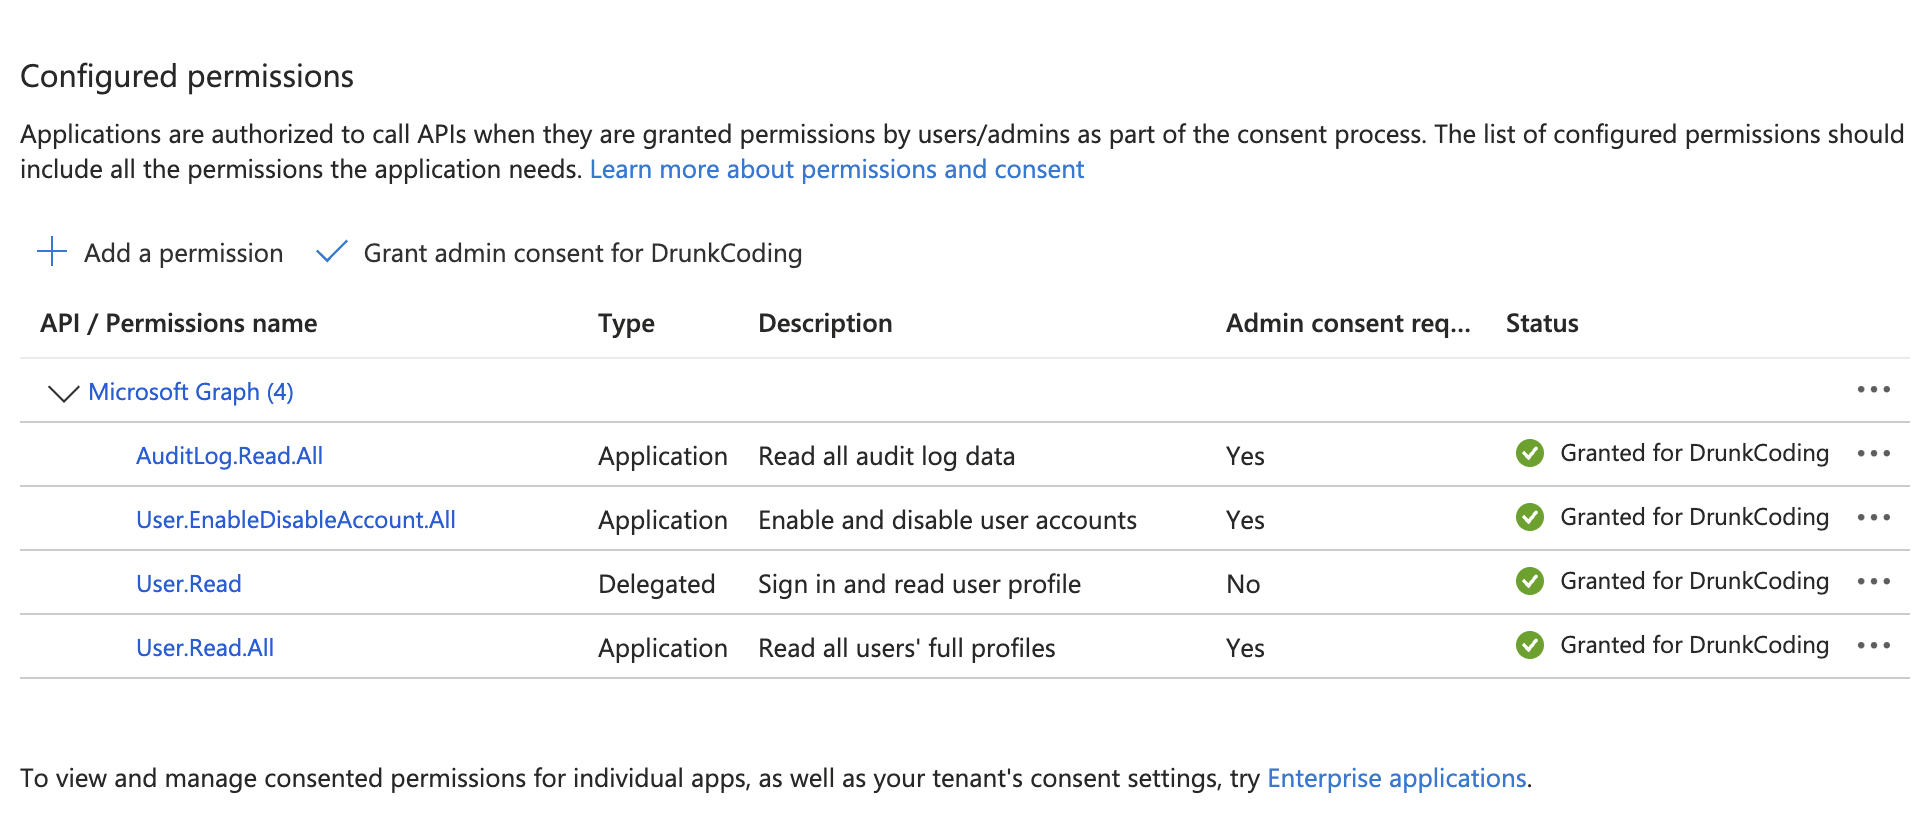 Configured permissions
Applications are authorized to call APIs when they are granted permissions by users/admins as part of the consent process. The list of configured permissions should
include all the permissions the application needs. Learn more about permissions and consent
Add a permission Grant admin consent for DrunkCoding
API / Permissions name Type Description Admin consent req... Status
Microsoft Graph (4)
AuditLog.Read.All Application Read all audit log data Yes Granted for DrunkCoding
User.EnableDisableAccount.All Application Enable and disable user accounts Yes Granted for DrunkCoding
User.Read Delegated Sign in and read user profile No Granted for DrunkCoding
User.Read.All Application Read all users' full profiles Yes Granted for DrunkCoding
To view and manage consented permissions for individual apps, as well as your tenant's consent settings, try Enterprise applications.